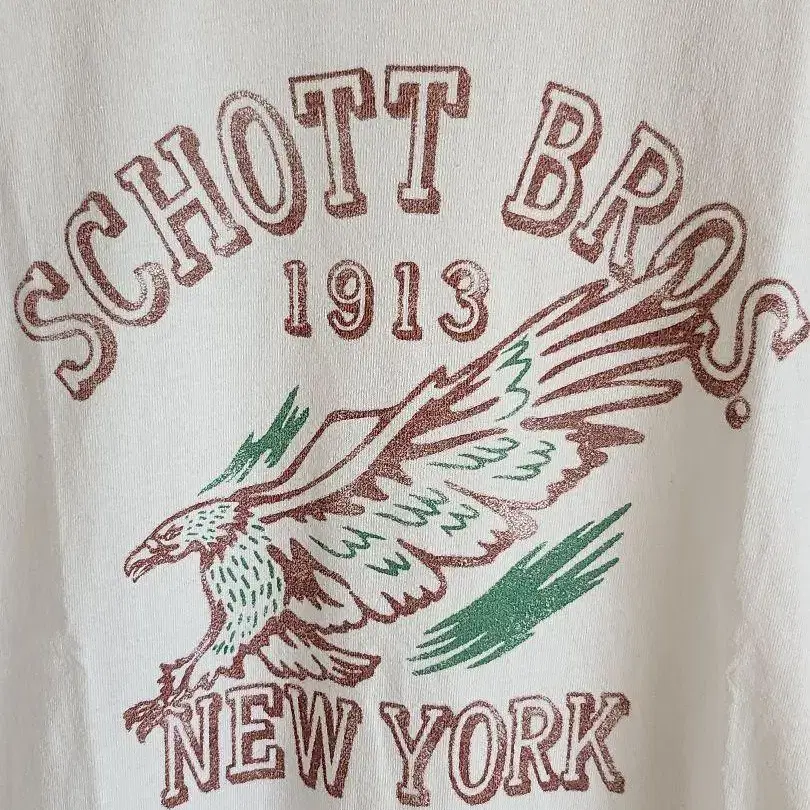 SCHOTT BROS.
1913
NEW YORK